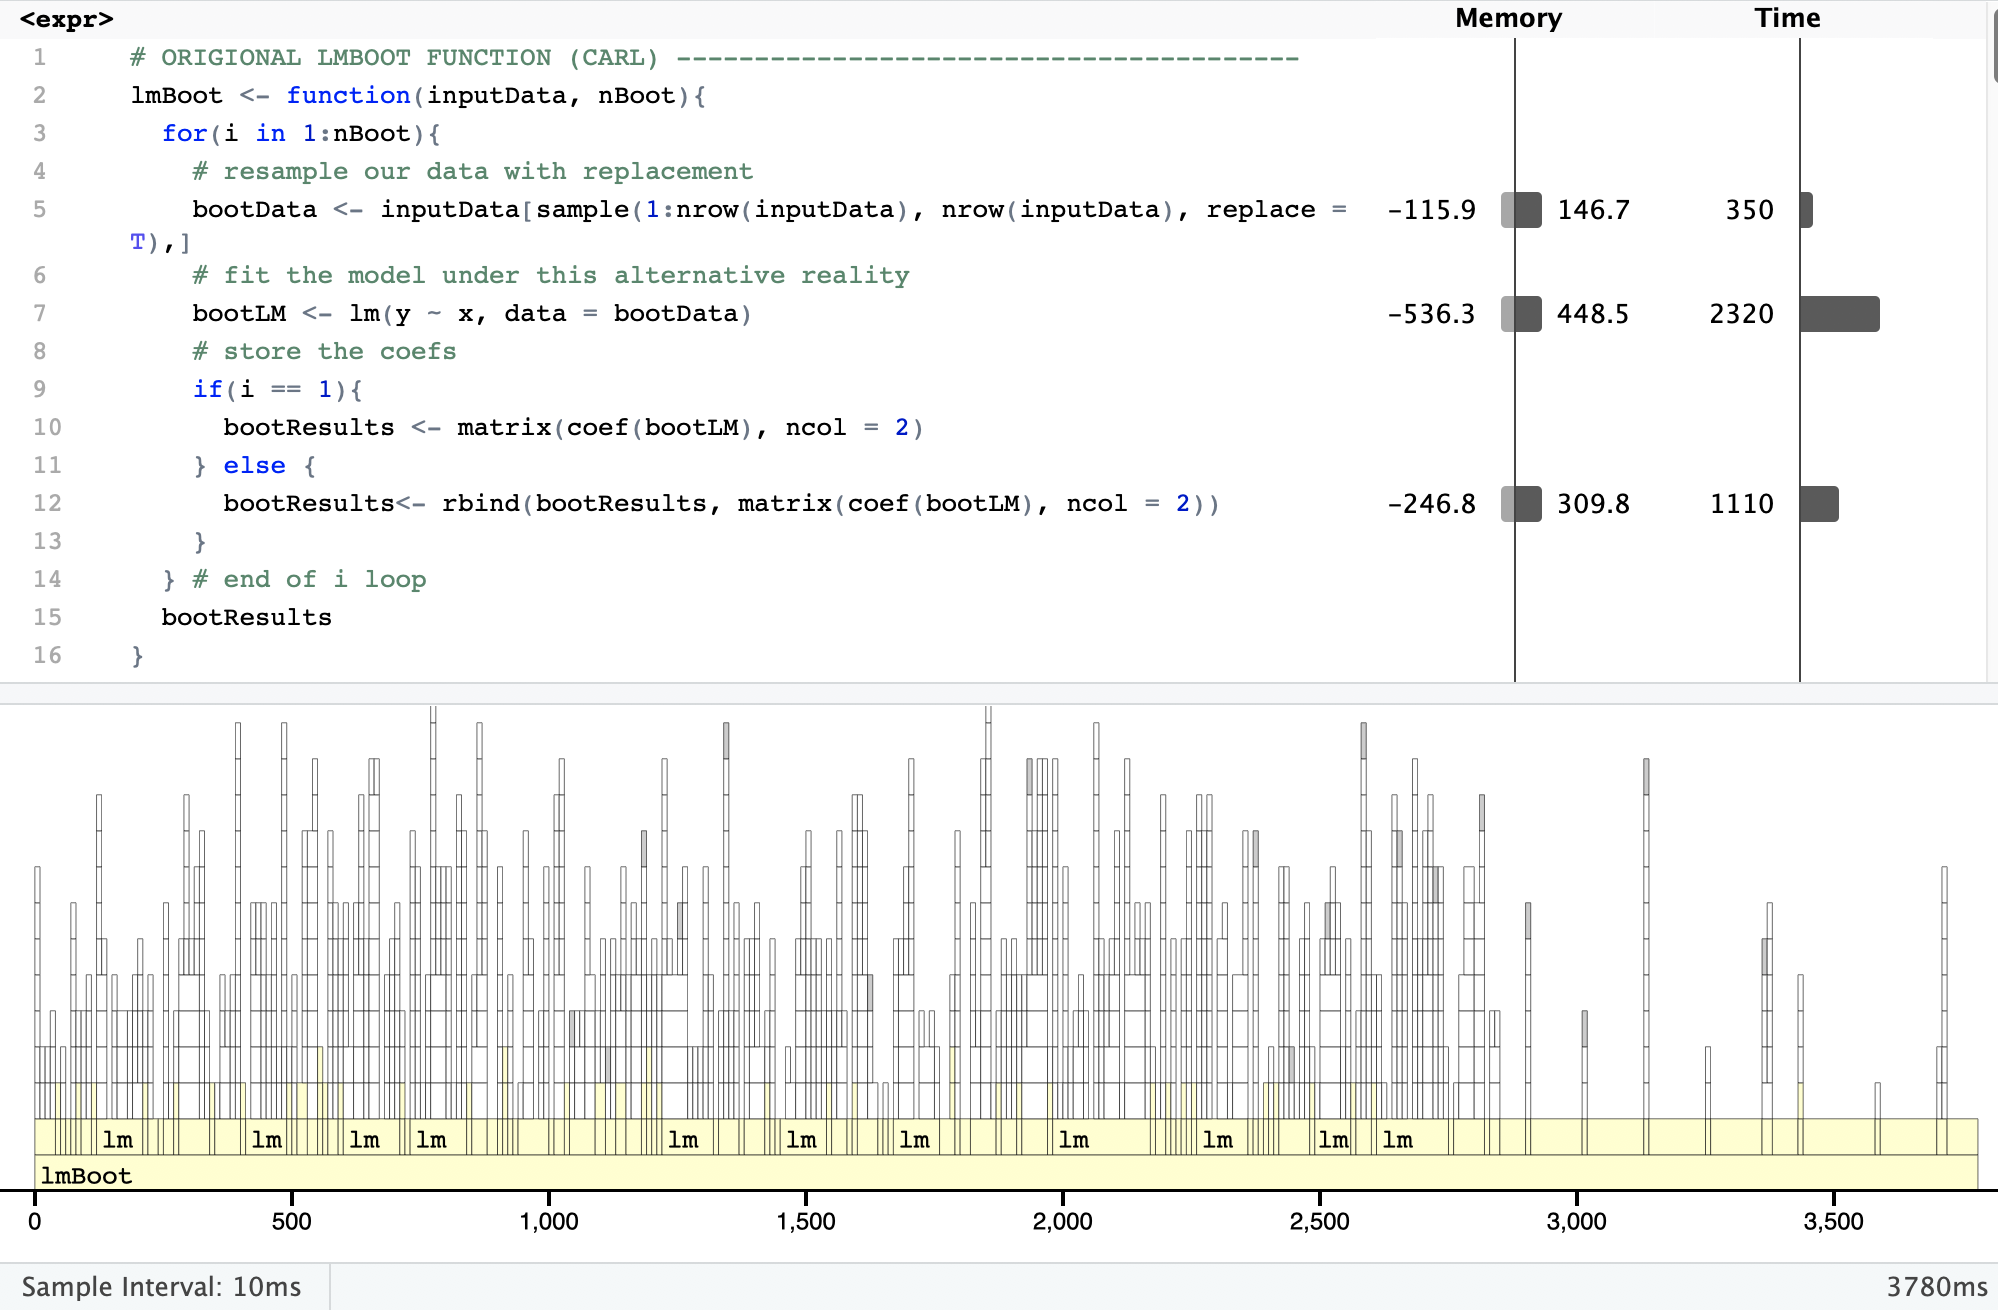 <expr> Memory Time
1 # ORIGIONAL LMBOOT FUNCTION (CARL) ----------------------------------------
2 lmBoot <- function(inputData, nBoot){
3 for(i in 1:nBoot){
4 # resample our data with replacement
5 bootData <- inputData[sample(1:nrow(inputData), nrow(inputData), replace = -115.9 146.7 350
T),]
6 # fit the model under this alternative reality
7 bootLM <- lm(y ~ x, data = bootData) -536.3 448.5 2320
8 # store the coefs
9 if(i == 1){
10 bootResults <- matrix(coef(bootLM), ncol = 2)
11 } else {
12 bootResults<- rbind(bootResults, matrix(coef(bootLM), ncol = 2)) -246.8 309.8 1110
13 }
14 } # end of i loop
15 bootResults
16 }
lm lm lm lm lm lm lm lm lm lm lm
lmBoot
0 500 1,000 1,500 2,000 2,500 3,000 3,500
Sample Interval: 10ms 3780ms